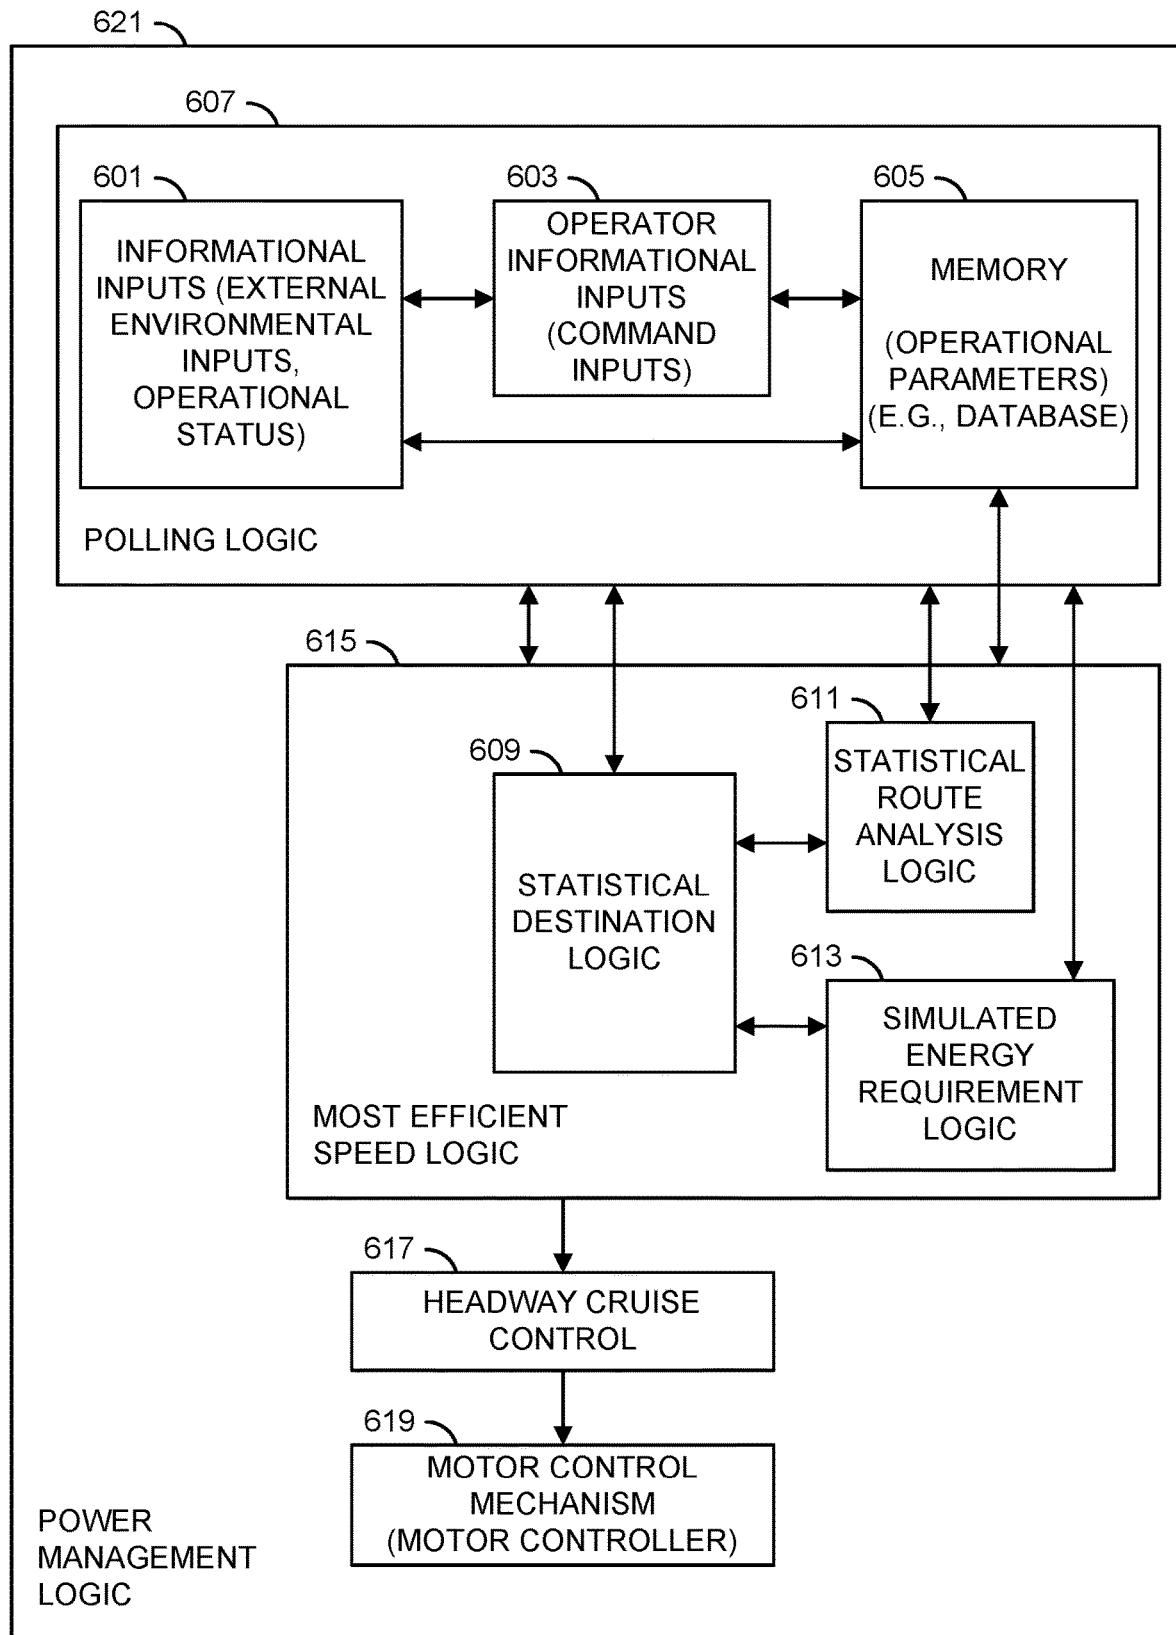 621
607
601
INFORMATIONAL
INPUTS (EXTERNAL
ENVIRONMENTAL
INPUTS,
OPERATIONAL
STATUS)
603
OPERATOR
INFORMATIONAL
INPUTS
(COMMAND
INPUTS)
605
MEMORY
(OPERATIONAL
PARAMETERS)
(E.G., DATABASE)
POLLING LOGIC
615
609
STATISTICAL
DESTINATION
LOGIC
611
STATISTICAL
ROUTE
ANALYSIS
LOGIC
613
SIMULATED
ENERGY
REQUIREMENT
LOGIC
MOST EFFICIENT
SPEED LOGIC
617
HEADWAY CRUISE
CONTROL
619
MOTOR CONTROL
MECHANISM
(MOTOR CONTROLLER)
POWER
MANAGEMENT
LOGIC